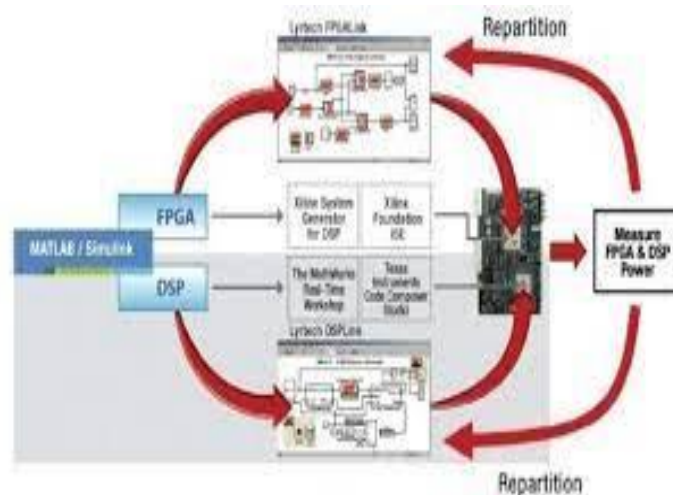 Lyrtech FPGALink
Repartition
FPGA
Xilinx System
Generator
for DSP
Xilinx
Foundation
ISE
MATLAB / Simulink
Measure
FPGA & DSP
Power
DSP
The MathWorks
Real-Time
Workshop
Texas
Instruments
Code Composer
Studio
Lyrtech DSPLink
Repartition